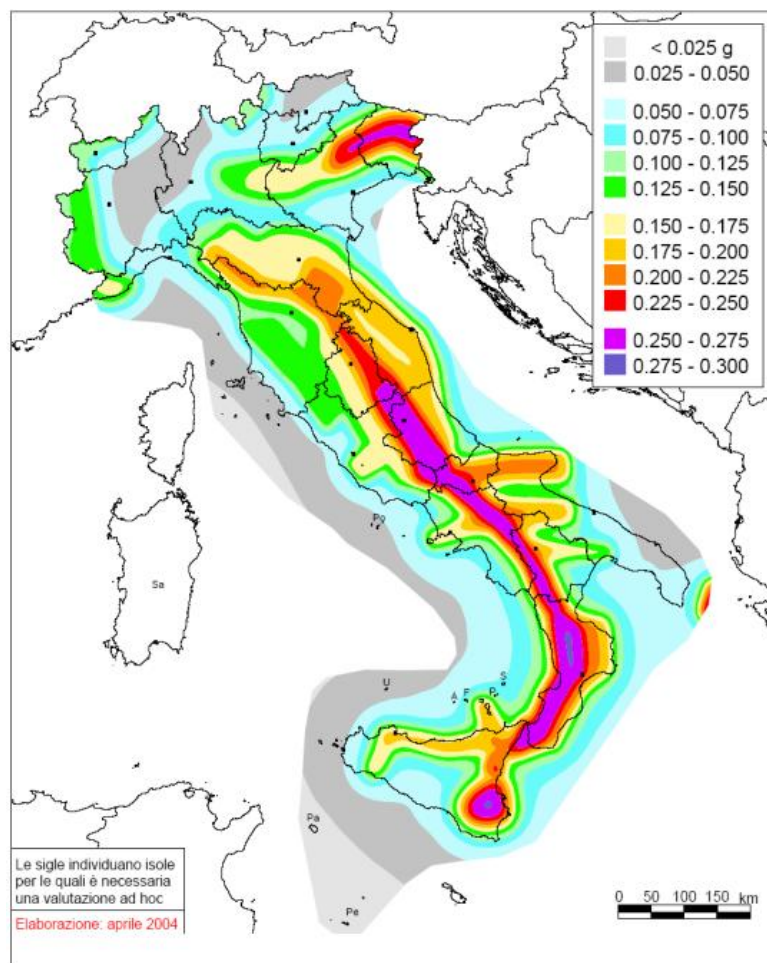 < 0.025 g
0.025 - 0.050
0.050 - 0.075
0.075 - 0.100
0.100 - 0.125
0.125 - 0.150
0.150 - 0.175
0.175 - 0.200
0.200 - 0.225
0.225 - 0.250
0.250 - 0.275
0.275 - 0.300
Po
Sa
U
A
F
P
S
Pa
Pe
Le sigle individuano isole
per le quali è necessaria
una valutazione ad hoc
Elaborazione: aprile 2004
0 50 100 150 km